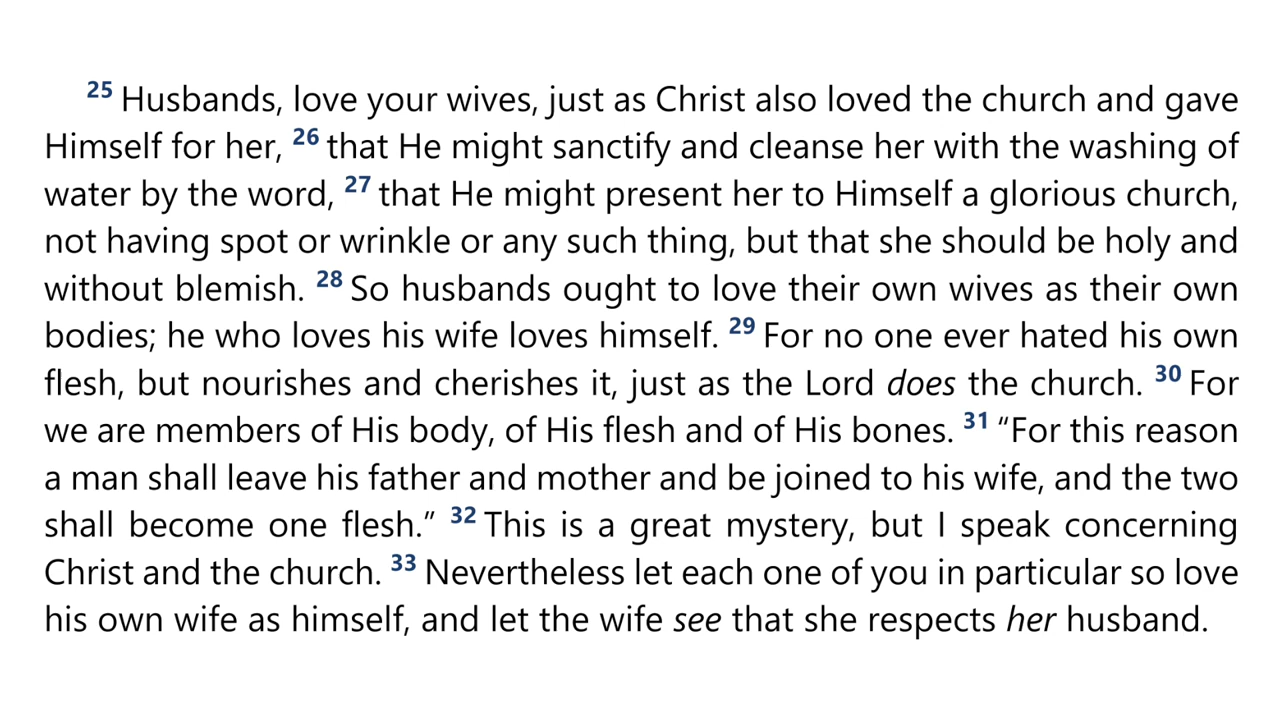 25 Husbands, love your wives, just as Christ also loved the church and gave
Himself for her, 26 that He might sanctify and cleanse her with the washing of
water by the word, 27 that He might present her to Himself a glorious church,
not having spot or wrinkle or any such thing, but that she should be holy and
without blemish. 28 So husbands ought to love their own wives as their own
bodies; he who loves his wife loves himself. 29 For no one ever hated his own
flesh, but nourishes and cherishes it, just as the Lord does the church. 30 For
we are members of His body, of His flesh and of His bones. 31 “For this reason
a man shall leave his father and mother and be joined to his wife, and the two
shall become one flesh.” 32 This is a great mystery, but I speak concerning
Christ and the church. 33 Nevertheless let each one of you in particular so love
his own wife as himself, and let the wife see that she respects her husband.